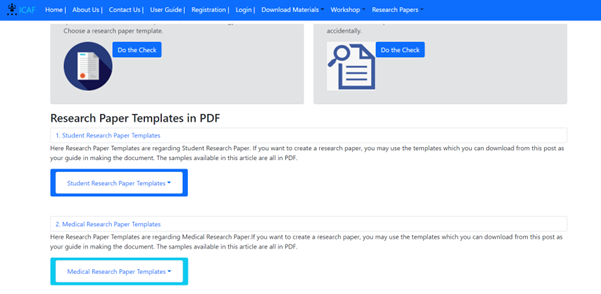 JCAF Home | About Us | Contact Us | User Guide | Registration | Login | Download Materials Workshop Research Papers
Choose a research paper template.
accidentally.
Do the Check
Do the Check
Research Paper Templates in PDF
1. Student Research Paper Templates
Here Research Paper Templates are regarding Student Research Paper. If you want to create a research paper, you may use the templates which you can download from this post as
your guide in making the document. The samples available in this article are all in PDF.
Student Research Paper Templates
2. Medical Research Paper Templates
Here Research Paper Templates are regarding Medical Research Paper.If you want to create a research paper, you may use the templates which you can download from this post as
your guide in making the document. The samples available in this article are all in PDF.
Medical Research Paper Templates